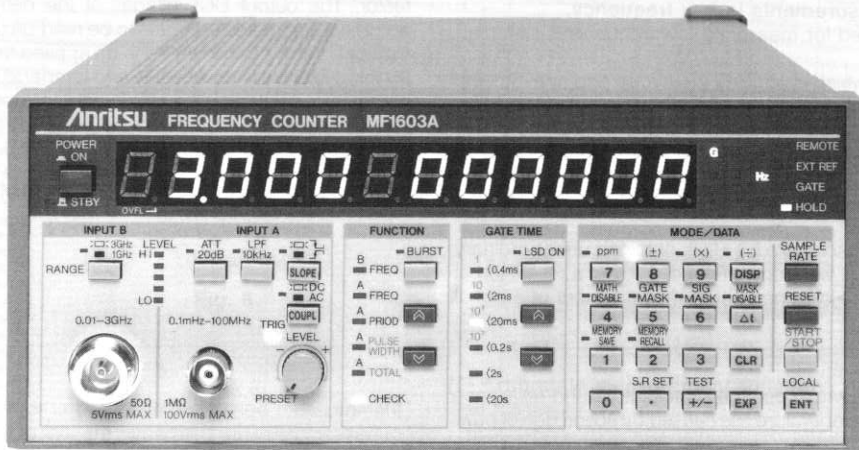 Anritsu FREQUENCY COUNTER MF1603A
POWER
ON
STBY
3.000 000000
OVFL
G
Hz
REMOTE
EXT REF
GATE
HOLD
INPUT B
3GHz
1GHz
RANGE
LEVEL
HI
LO
0.01–3GHz
50Ω
5Vrms MAX
INPUT A
ATT
20dB
LPF
10kHz
SLOPE
DC
AC
COUPL
0.1mHz–100MHz
TRIG
LEVEL
– +
PRESET
1MΩ
100Vrms MAX
FUNCTION
BURST
B
FREQ
A
FREQ
A
PRIOD
A
PULSE
WIDTH
A
TOTAL
CHECK
GATE TIME
LSD ON
1
(0.4ms
10
(2ms
(20ms
(0.2s
(2s
(20s
MODE/DATA
ppm (±) (×) (÷)
7 8 9 DISP
MATH DISABLE GATE MASK SIG MASK MASK DISABLE
4 5 6 Δt
MEMORY SAVE MEMORY RECALL
1 2 3 CLR
S.R SET TEST
0 · +/− EXP
SAMPLE
RATE
RESET
START
/STOP
LOCAL
ENT